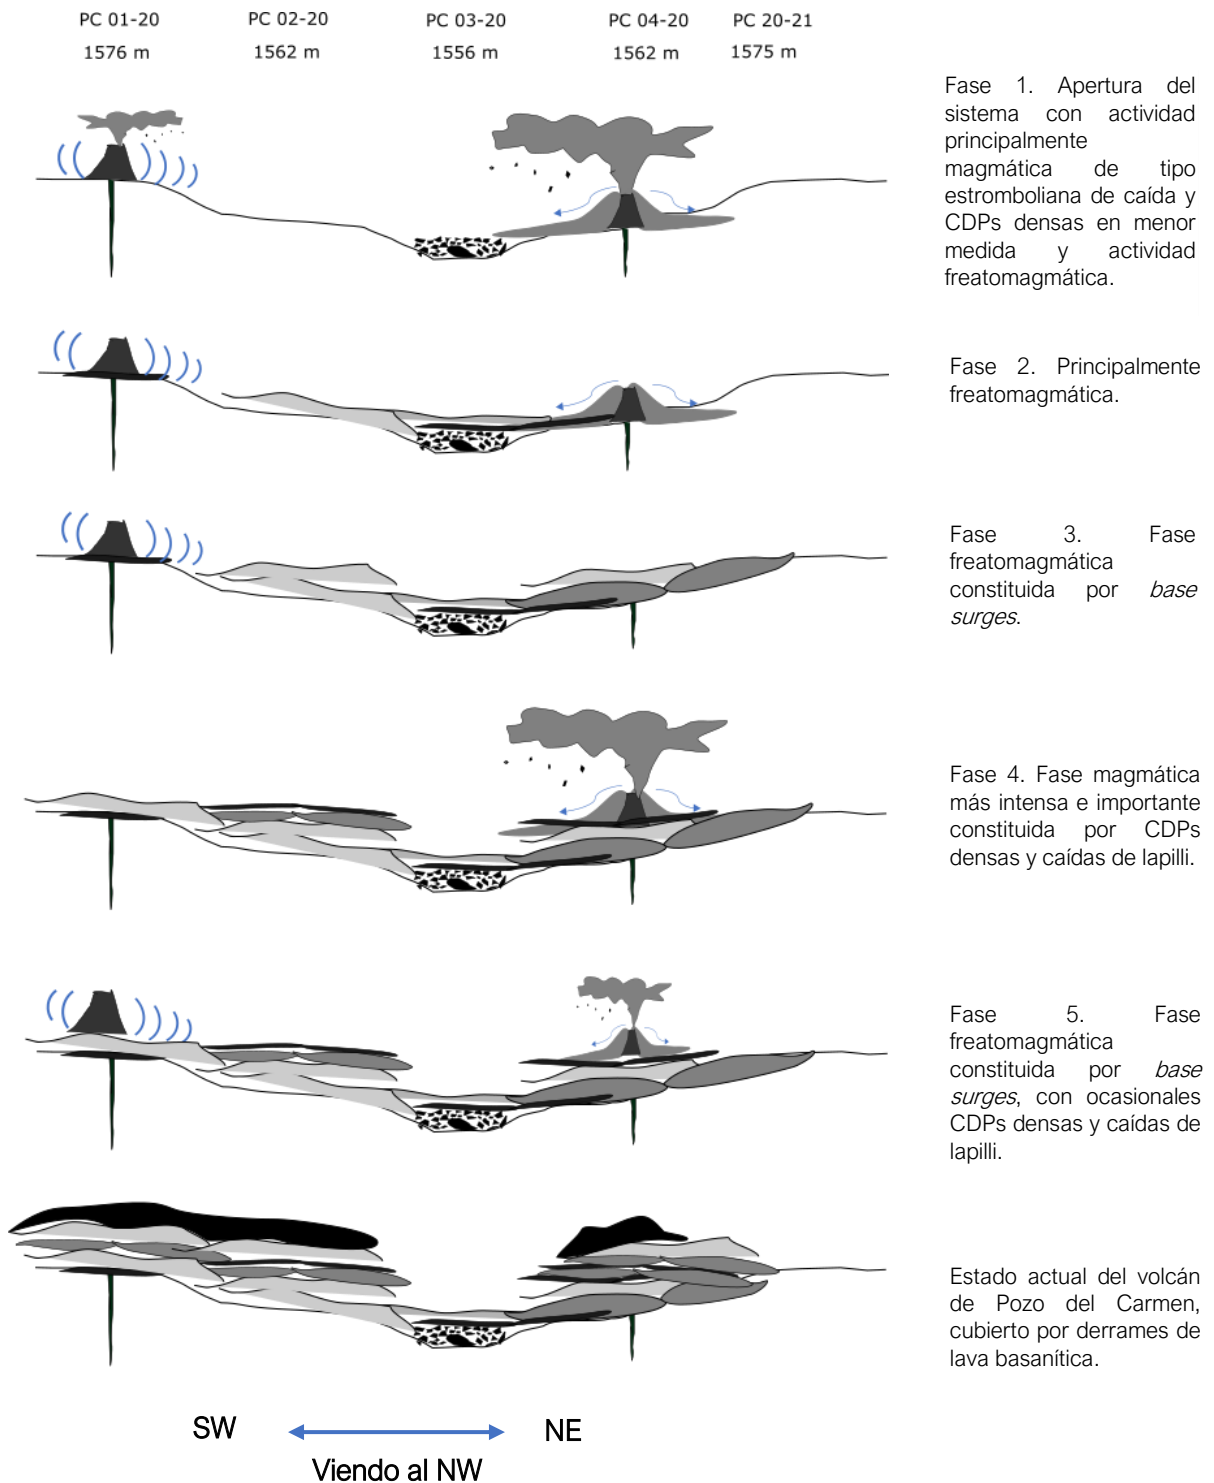 PC 01-20 PC 02-20 PC 03-20 PC 04-20 PC 20-21
1576 m 1562 m 1556 m 1562 m 1575 m
Fase 1. Apertura del
sistema con actividad
principalmente
magmática de tipo
estromboliana de caída y
CDPs densas en menor
medida y actividad
freatomagmática.
Fase 2. Principalmente
freatomagmática.
Fase 3. Fase
freatomagmática
constituida por base
surges.
Fase 4. Fase magmática
más intensa e importante
constituida por CDPs
densas y caídas de lapilli.
Fase 5. Fase
freatomagmática
constituida por base
surges, con ocasionales
CDPs densas y caídas de
lapilli.
Estado actual del volcán
de Pozo del Carmen,
cubierto por derrames de
lava basanítica.
SW NE
Viendo al NW